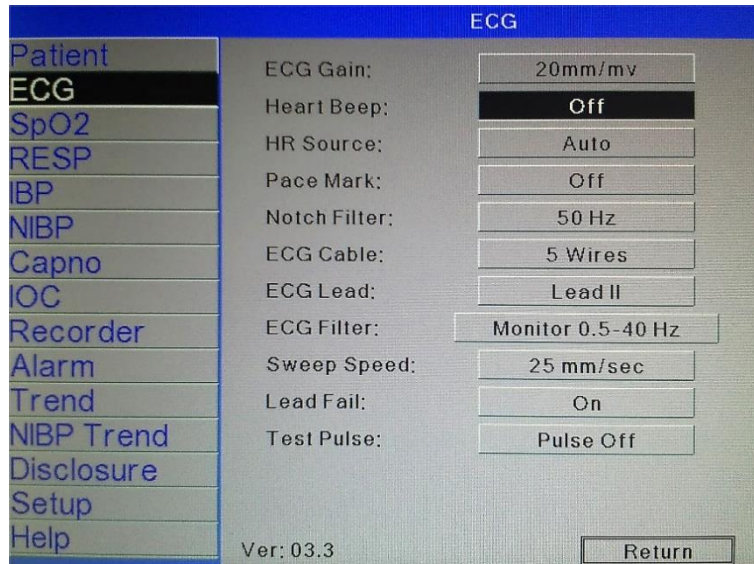 ECG
Patient
ECG
SpO2
RESP
IBP
NIBP
Capno
IOC
Recorder
Alarm
Trend
NIBP Trend
Disclosure
Setup
Help
ECG Gain: 20mm/mv
Heart Beep: Off
HR Source: Auto
Pace Mark: Off
Notch Filter: 50 Hz
ECG Cable: 5 Wires
ECG Lead: Lead II
ECG Filter: Monitor 0.5-40 Hz
Sweep Speed: 25 mm/sec
Lead Fail: On
Test Pulse: Pulse Off
Ver: 03.3
Return